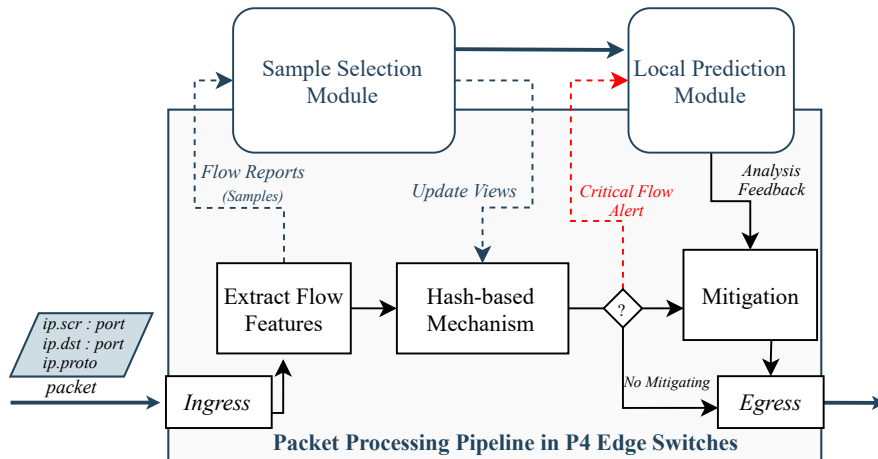 Sample Selection
Module
Local Prediction
Module
Flow Reports
(Samples)
Update Views
Critical Flow
Alert
Analysis
Feedback
Extract Flow
Features
Hash-based
Mechanism
?
Mitigation
ip.scr : port
ip.dst : port
ip.proto
packet
Ingress
No Mitigating
Egress
Packet Processing Pipeline in P4 Edge Switches